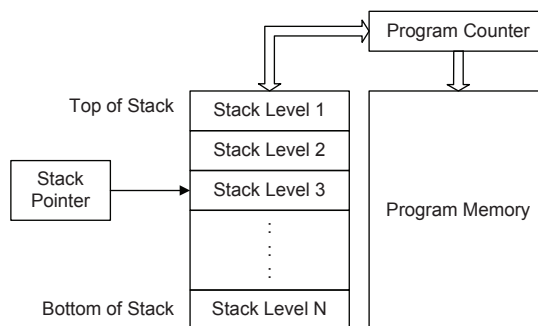 Program Counter
Top of Stack
Stack Level 1
Stack Level 2
Stack
Pointer
Stack Level 3
Program Memory
:
:
:
Bottom of Stack
Stack Level N